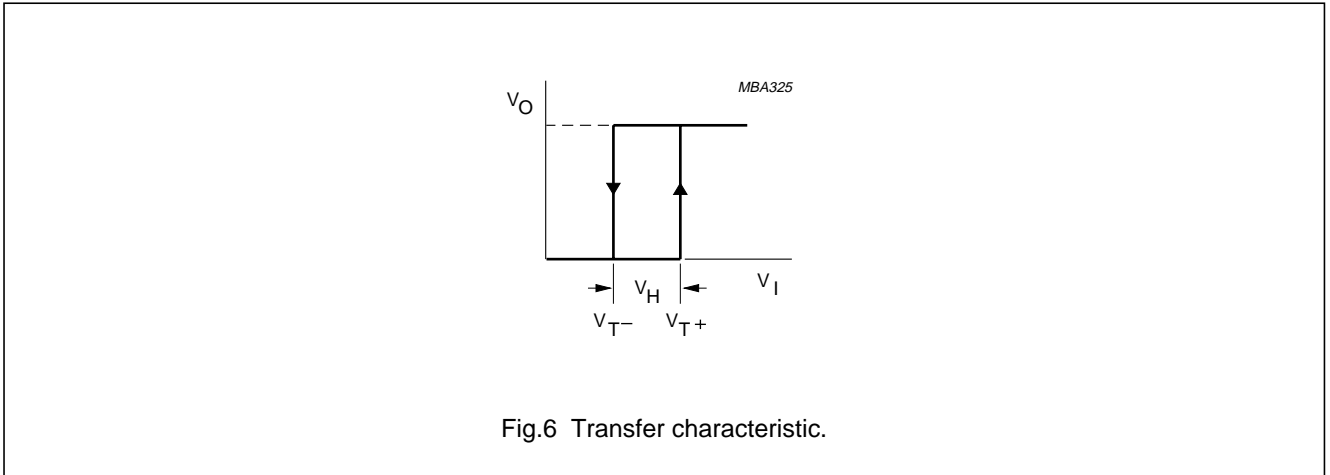 MBA325
VO
VI
VH
VT− VT+
Fig.6 Transfer characteristic.